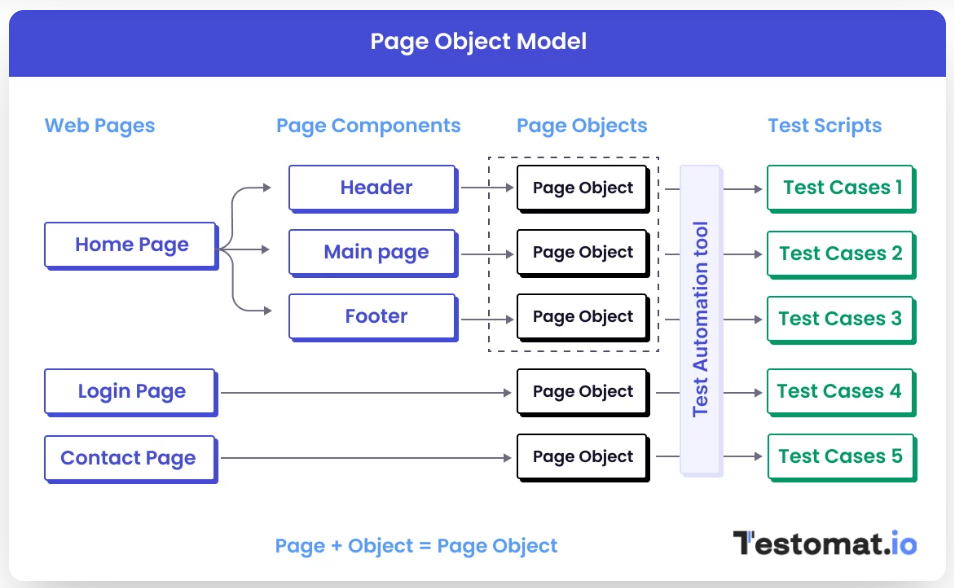 Page Object Model
Web Pages
Page Components
Page Objects
Test Scripts
Home Page
Header
Page Object
Test Cases 1
Main page
Page Object
Test Cases 2
Footer
Page Object
Test Cases 3
Test Automation tool
Login Page
Page Object
Test Cases 4
Contact Page
Page Object
Test Cases 5
Page + Object = Page Object
Testomat.io